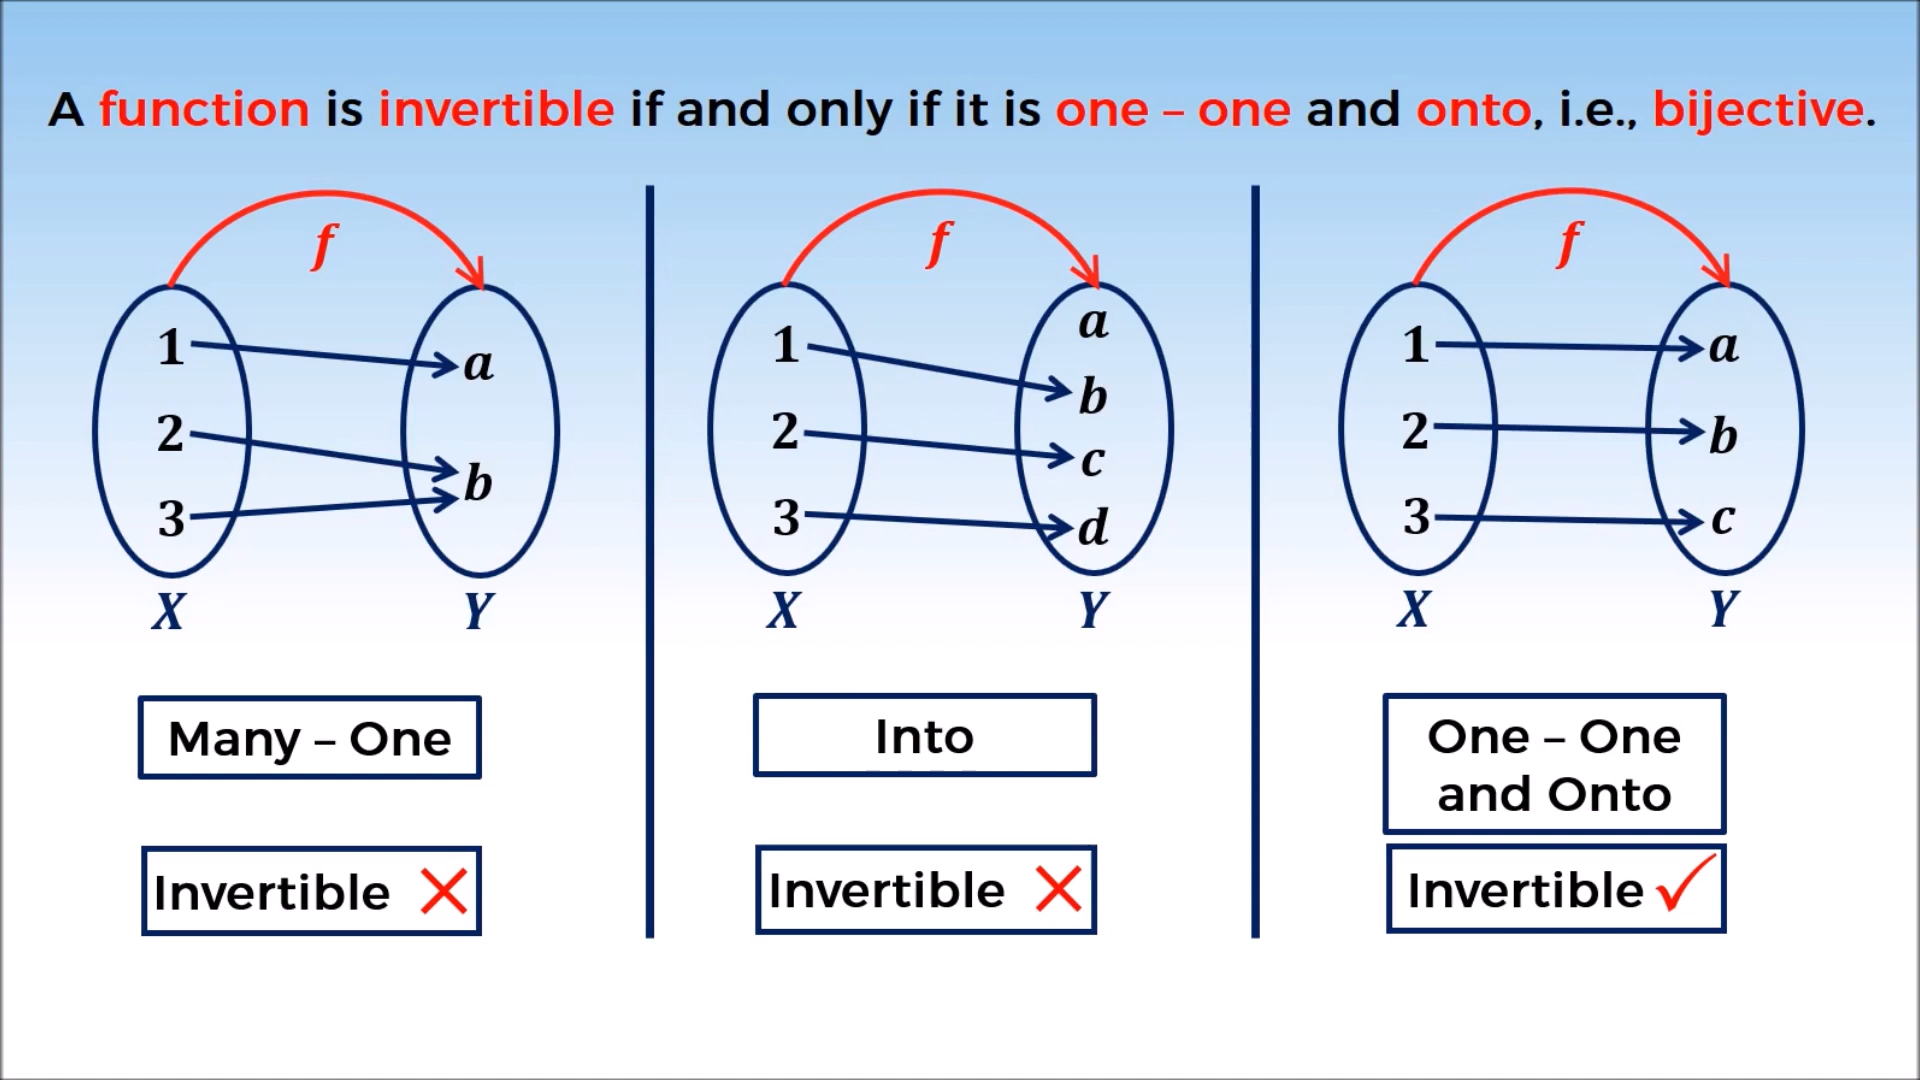 A function is invertible if and only if it is one – one and onto, i.e., bijective.
f
1
2
3
a
b
X
Y
Many – One
Invertible
f
1
2
3
a
b
c
d
X
Y
Into
Invertible
f
1
2
3
a
b
c
X
Y
One – One
and Onto
Invertible